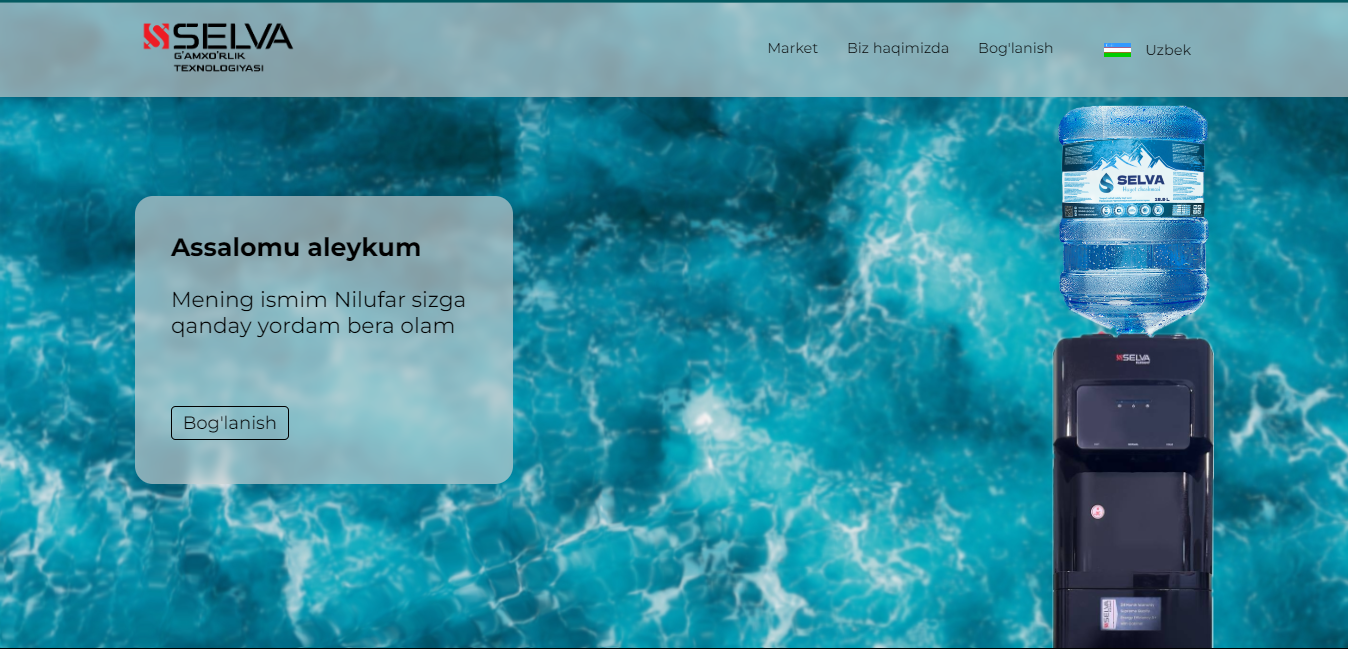 SELVA
G'AMXO'RLIK
TEXNOLOGIYASI
Market
Biz haqimizda
Bog'lanish
Uzbek
Assalomu aleykum
Mening ismim Nilufar sizga
qanday yordam bera olam
Bog'lanish
SELVA
SELVA
SELVA